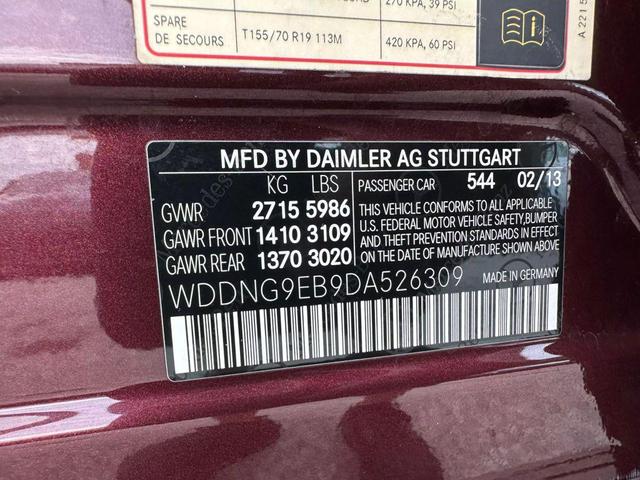 270 KPA, 39 PSI
SPARE
DE SECOURS T155/70 R19 113M 420 KPA, 60 PSI
A 221 5
MFD BY DAIMLER AG STUTTGART
KG LBS PASSENGER CAR 544 02/13
GVWR 2715 5986 THIS VEHICLE CONFORMS TO ALL APPLICABLE
GAWR FRONT 1410 3109 U.S. FEDERAL MOTOR VEHICLE SAFETY, BUMPER
AND THEFT PREVENTION STANDARDS IN EFFECT
GAWR REAR 1370 3020 ON THE DATE OF MANUFACTURE SHOWN ABOVE
WDDNG9EB9DA526309 MADE IN GERMANY